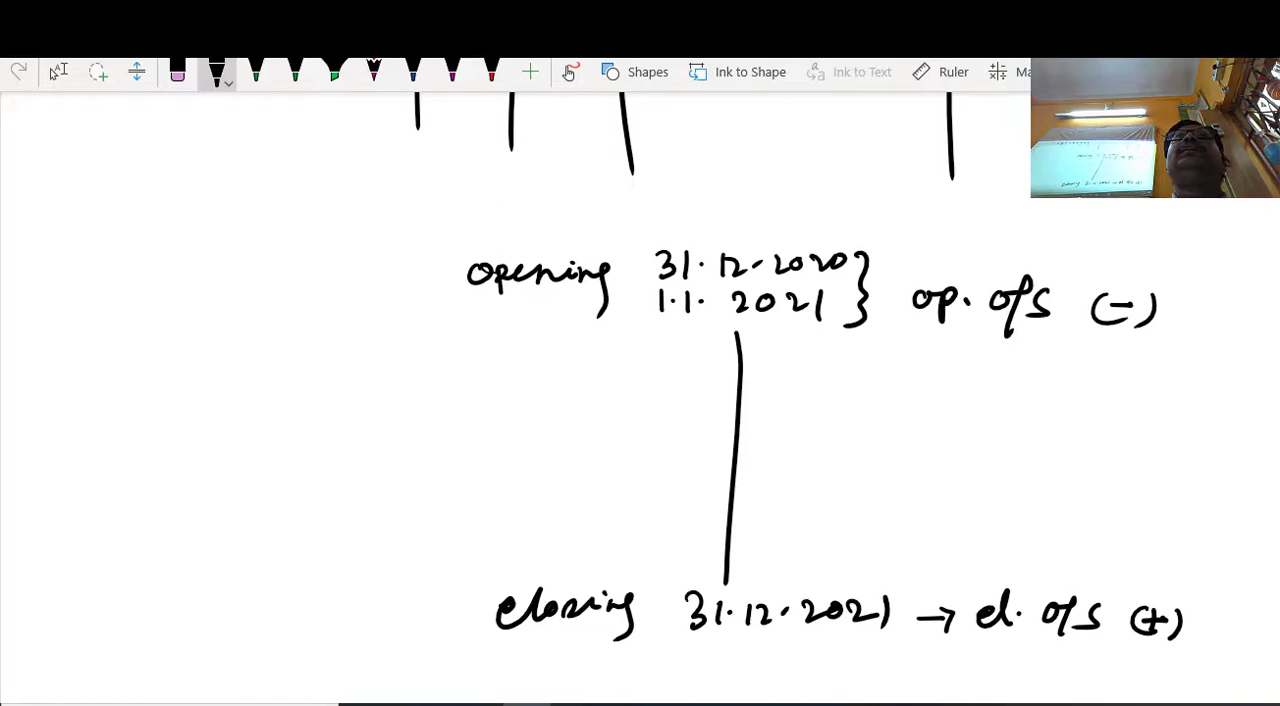 Shapes Ink to Shape Ink to Text Ruler Ma
opening 31.12.2020 } op. o/s (-)
1.1.2021
closing 31.12.2021 → cl. o/s (+)